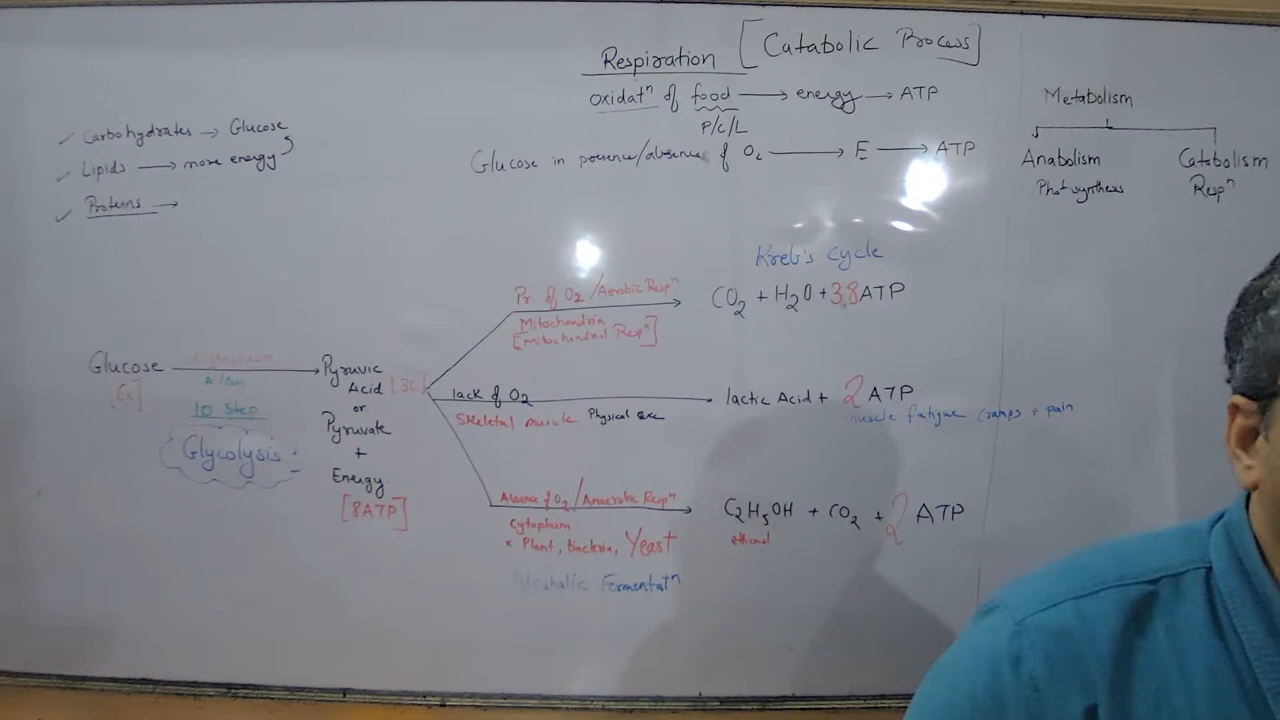 Respiration [Catabolic Process]
oxidatⁿ of food → energy → ATP
P/C/L
Glucose in presence/absence of O₂ → E → ATP
Metabolism
Anabolism
Photosynthesis
Catabolism
Respⁿ
✓ Carbohydrates → Glucose
✓ Lipids → more energy
✓ Proteins →
Kreb's Cycle
Pr of O₂ / Aerobic Respⁿ
CO₂ + H₂O + 38 ATP
Mitochondria
[Mitochondrial Respⁿ]
Glucose
[6C]
Cytoplasm
10 Step
Glycolysis
Pyruvic
Acid [3C]
or
Pyruvate
+
Energy
[8ATP]
lack of O₂
Skeletal muscle Physical exe
lactic Acid + 2 ATP
muscle fatigue cramps + pain
Absence of O₂ / Anaerobic Respⁿ
Cytoplasm
* Plant, bacteria, Yeast
Alcoholic Fermentatⁿ
C₂H₅OH + CO₂ + 2 ATP
ethanol